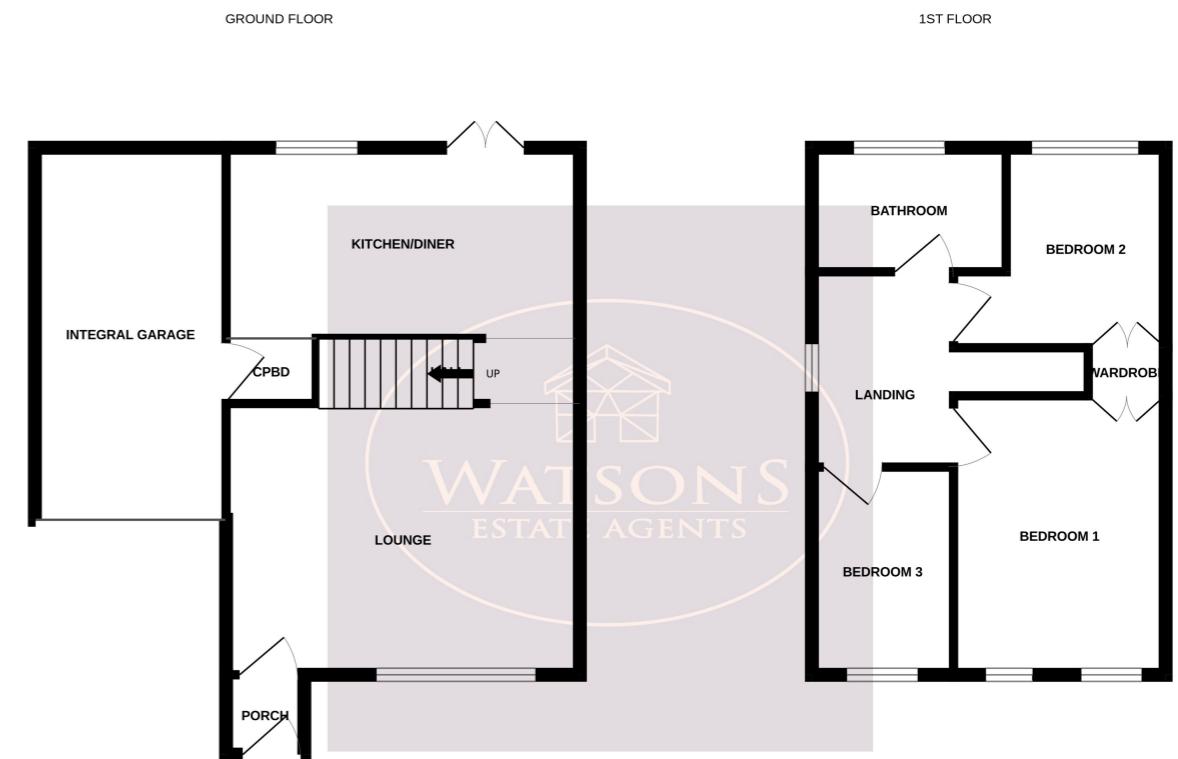 GROUND FLOOR
1ST FLOOR
BATHROOM
KITCHEN/DINER
BEDROOM 2
INTEGRAL GARAGE
CPBD
UP
WARDROBE
LANDING
WATSONS
ESTATE AGENTS
LOUNGE
BEDROOM 1
BEDROOM 3
PORCH